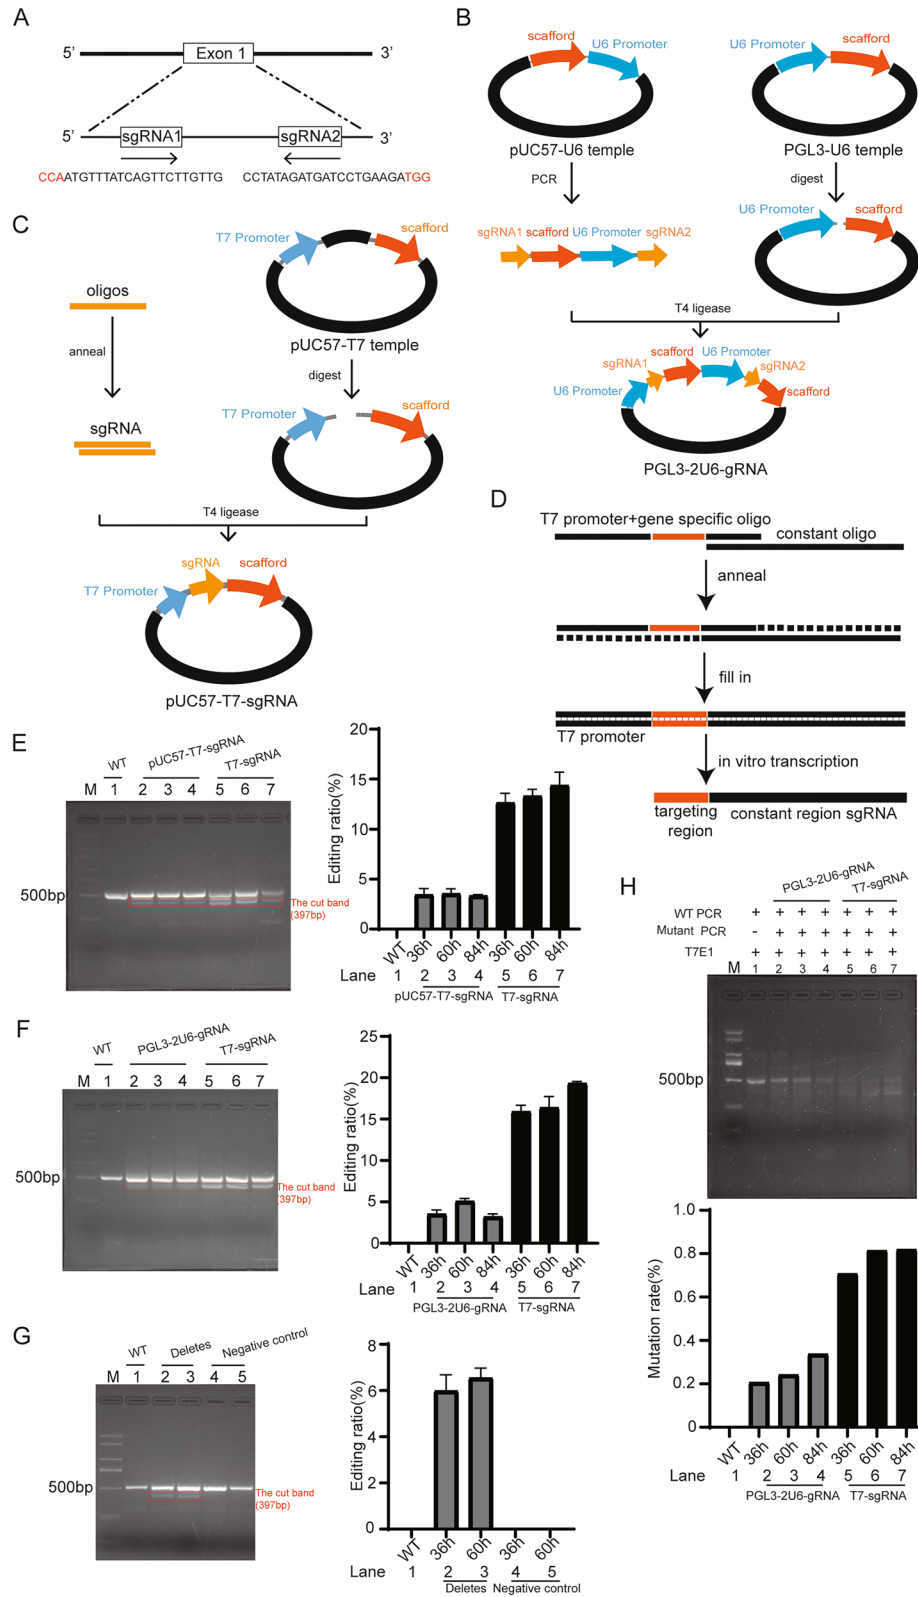 A
5’ Exon 1 3’
5’ sgRNA1 sgRNA2 3’
CCAATGTTTATCAGTTCTTGTTG CCTATAGATGATCCTGAAGATGG
B
scafford
U6 Promoter
pUC57-U6 temple
PCR
U6 Promoter
scafford
PGL3-U6 temple
digest
U6 Promoter
scafford
sgRNA1 scafford U6 Promoter sgRNA2
T4 ligease
U6 Promoter
sgRNA1
scafford
U6 Promoter
sgRNA2
scafford
PGL3-2U6-gRNA
C
oligos
anneal
sgRNA
T7 Promoter
scafford
pUC57-T7 temple
digest
T7 Promoter
scafford
T4 ligease
T7 Promoter
sgRNA
scafford
pUC57-T7-sgRNA
D
T7 promoter+gene specific oligo
constant oligo
anneal
fill in
T7 promoter
in vitro transcription
targeting
region
constant region sgRNA
E
WT pUC57-T7-sgRNA T7-sgRNA
M 1 2 3 4 5 6 7
500bp
The cut band
(397bp)
Editing ratio(%)
20
15
10
5
0
WT 36h 60h 84h 36h 60h 84h
Lane 1 2 3 4 5 6 7
pUC57-T7-sgRNA T7-sgRNA
F
WT PGL3-2U6-gRNA T7-sgRNA
M 1 2 3 4 5 6 7
500bp
The cut band
(397bp)
Editing ratio(%)
25
20
15
10
5
0
WT 36h 60h 84h 36h 60h 84h
Lane 1 2 3 4 5 6 7
PGL3-2U6-gRNA T7-sgRNA
G
WT Deletes Negative control
M 1 2 3 4 5
500bp
The cut band
(397bp)
Editing ratio(%)
8
6
4
2
0
WT 36h 60h 36h 60h
Lane 1 2 3 4 5
Deletes Negative control
H
PGL3-2U6-gRNA T7-sgRNA
WT PCR + + + + + + +
Mutant PCR - + + + + + +
T7E1 + + + + + + +
M 1 2 3 4 5 6 7
500bp
Mutation rate(%)
1.0
0.8
0.6
0.4
0.2
0
WT 36h 60h 84h 36h 60h 84h
Lane 1 2 3 4 5 6 7
PGL3-2U6-gRNA T7-sgRNA